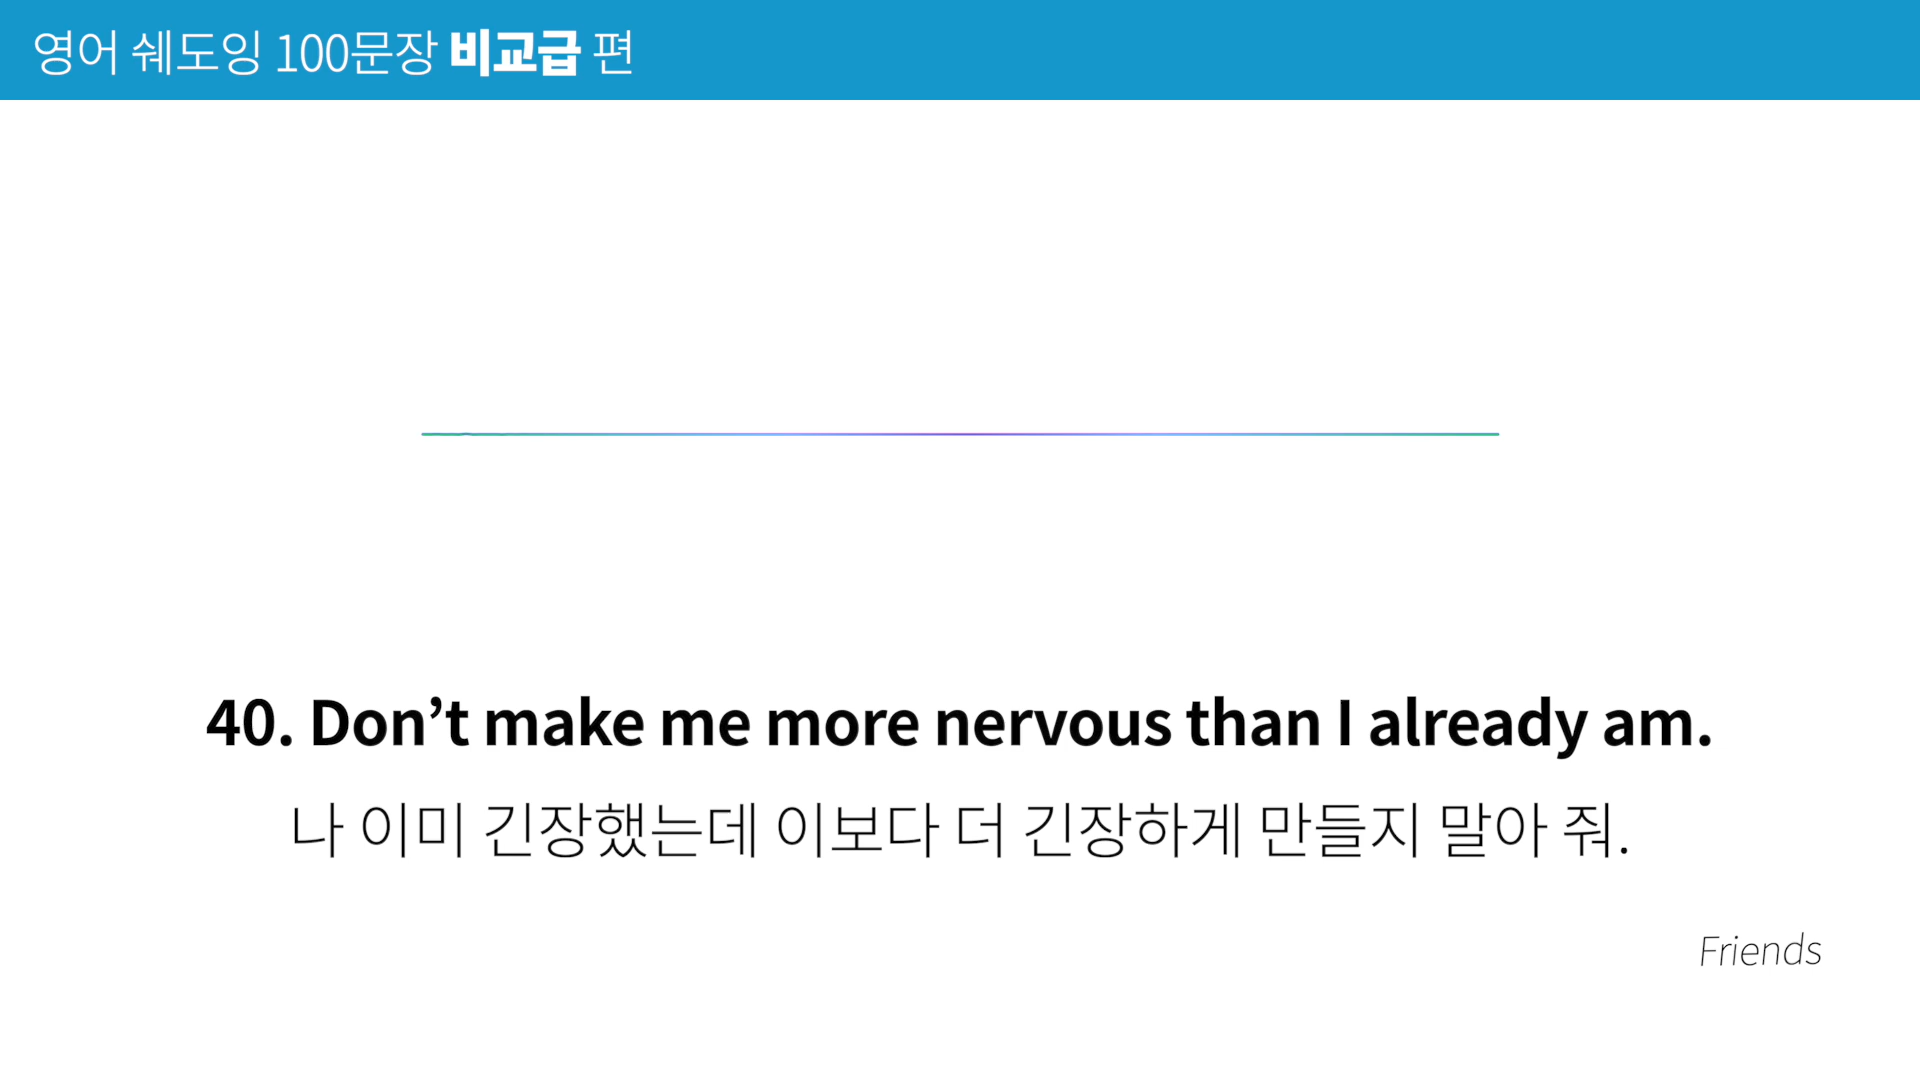 영어 쉐도잉 100문장 비교급 편
40. Don’t make me more nervous than I already am.
나 이미 긴장했는데 이보다 더 긴장하게 만들지 말아 줘.
Friends